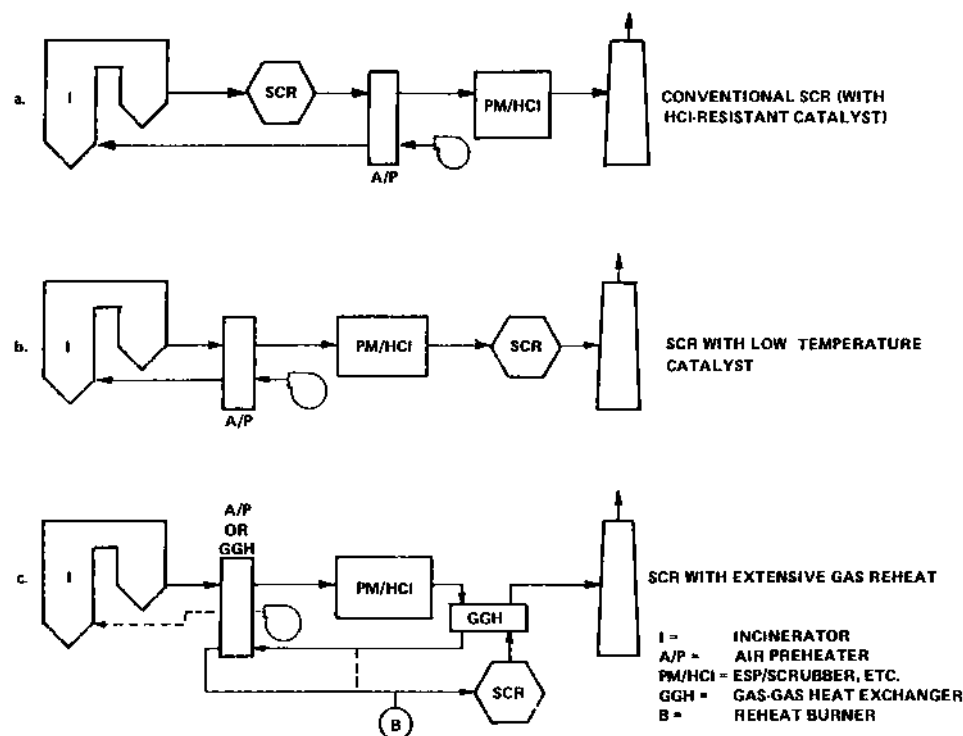 a.
I
SCR
A/P
PM/HCl
CONVENTIONAL SCR (WITH
HCl-RESISTANT CATALYST)
b.
I
A/P
PM/HCl
SCR
SCR WITH LOW TEMPERATURE
CATALYST
c.
I
A/P
OR
GGH
PM/HCl
GGH
SCR
B
SCR WITH EXTENSIVE GAS REHEAT
I = INCINERATOR
A/P = AIR PREHEATER
PM/HCl = ESP/SCRUBBER, ETC.
GGH = GAS-GAS HEAT EXCHANGER
B = REHEAT BURNER